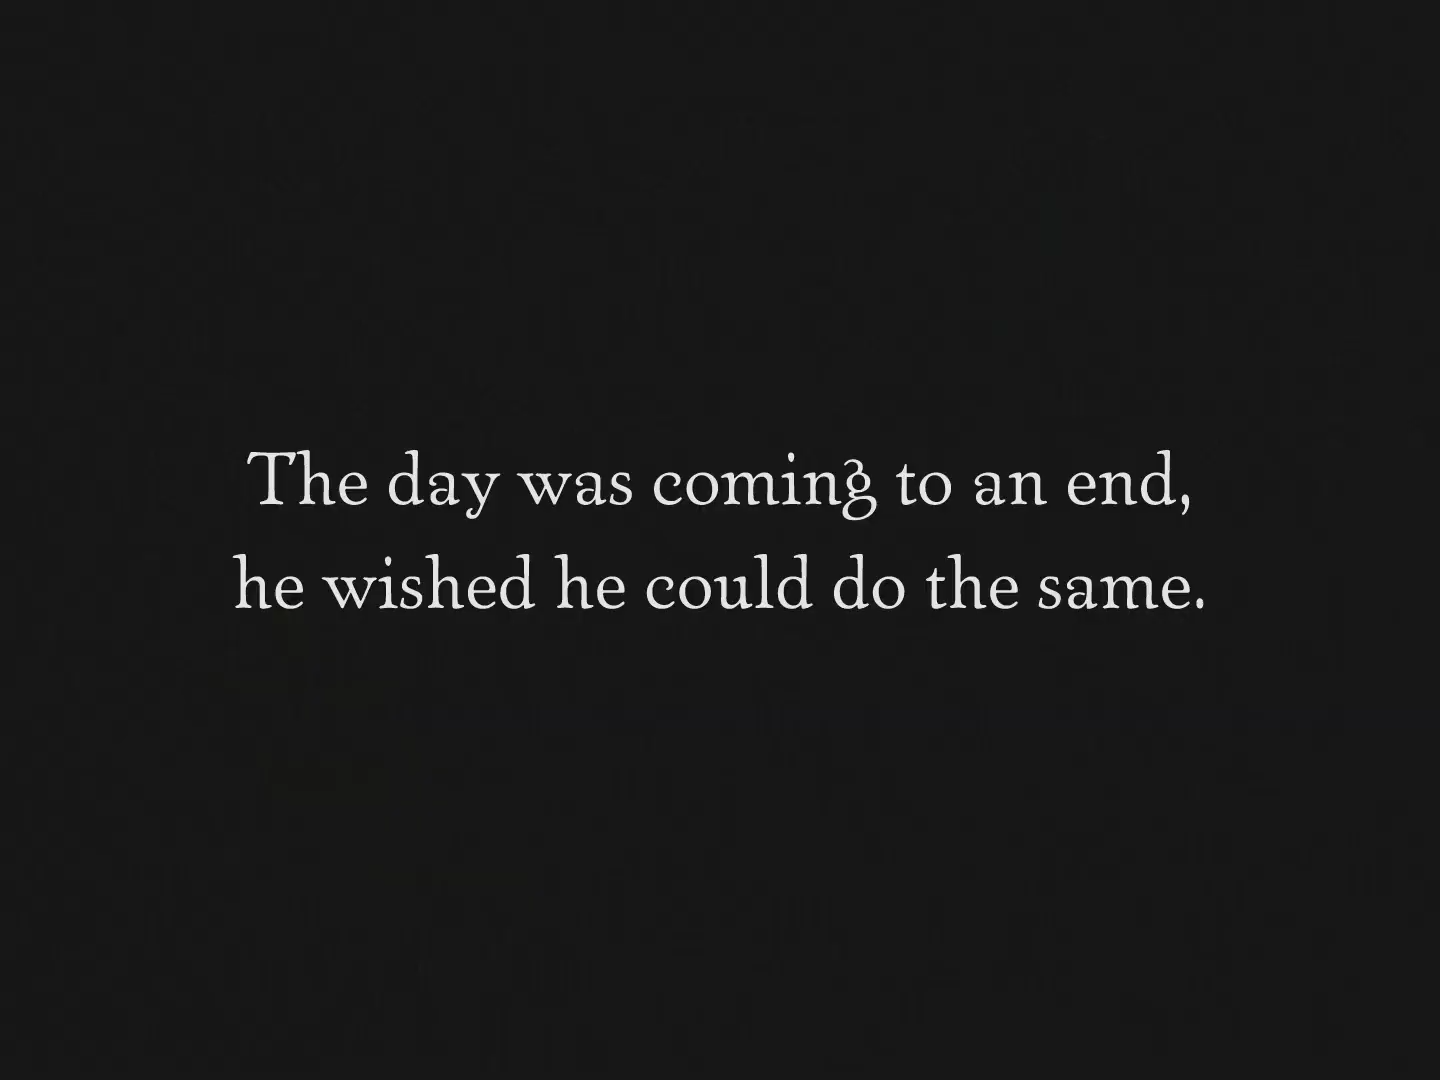 The day was coming to an end,
he wished he could do the same.